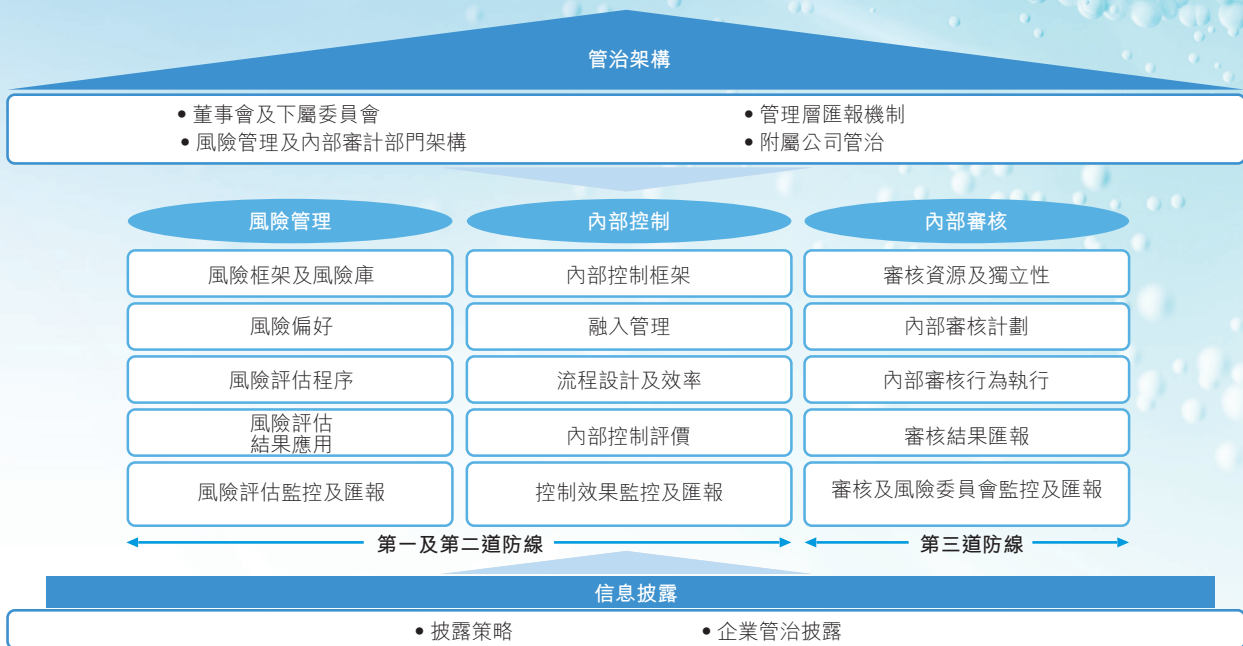 管治架構
• 董事會及下屬委員會
• 管理層匯報機制
• 風險管理及內部審計部門架構
• 附屬公司管治
風險管理
內部控制
內部審核
風險框架及風險庫
內部控制框架
審核資源及獨立性
風險偏好
融入管理
內部審核計劃
風險評估程序
流程設計及效率
內部審核行為執行
風險評估
結果應用
內部控制評價
審核結果匯報
風險評估監控及匯報
控制效果監控及匯報
審核及風險委員會監控及匯報
第一及第二道防線
第三道防線
信息披露
• 披露策略
• 企業管治披露